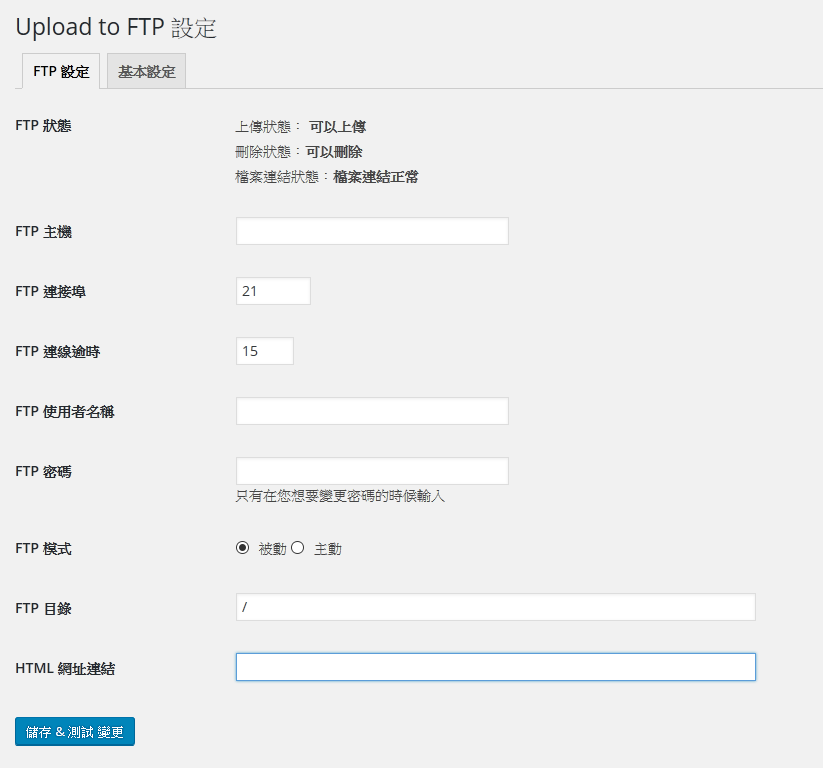 Upload to FTP 設定
FTP 設定 基本設定
FTP 狀態
上傳狀態： 可以上傳
刪除狀態：可以刪除
檔案連結狀態：檔案連結正常
FTP 主機
FTP 連接埠 21
FTP 連線逾時 15
FTP 使用者名稱
FTP 密碼
只有在您想要變更密碼的時候輸入
FTP 模式 被動 主動
FTP 目錄 /
HTML 網址連結
儲存 & 測試 變更